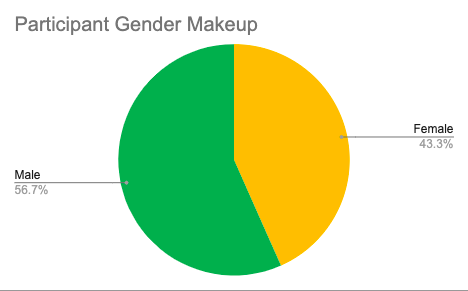 Participant Gender Makeup
Female
43.3%
Male
56.7%